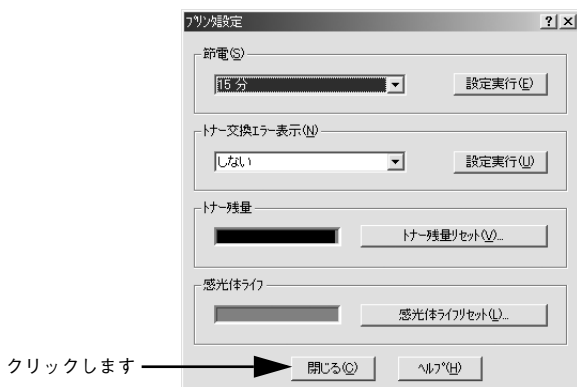 プリンタ設定
節電(S)
15 分
設定実行(E)
トナー交換エラー表示(N)
しない
設定実行(U)
トナー残量
トナー残量リセット(V)...
感光体ライフ
感光体ライフリセット(L)...
クリックします
閉じる(C)
ヘルプ(H)